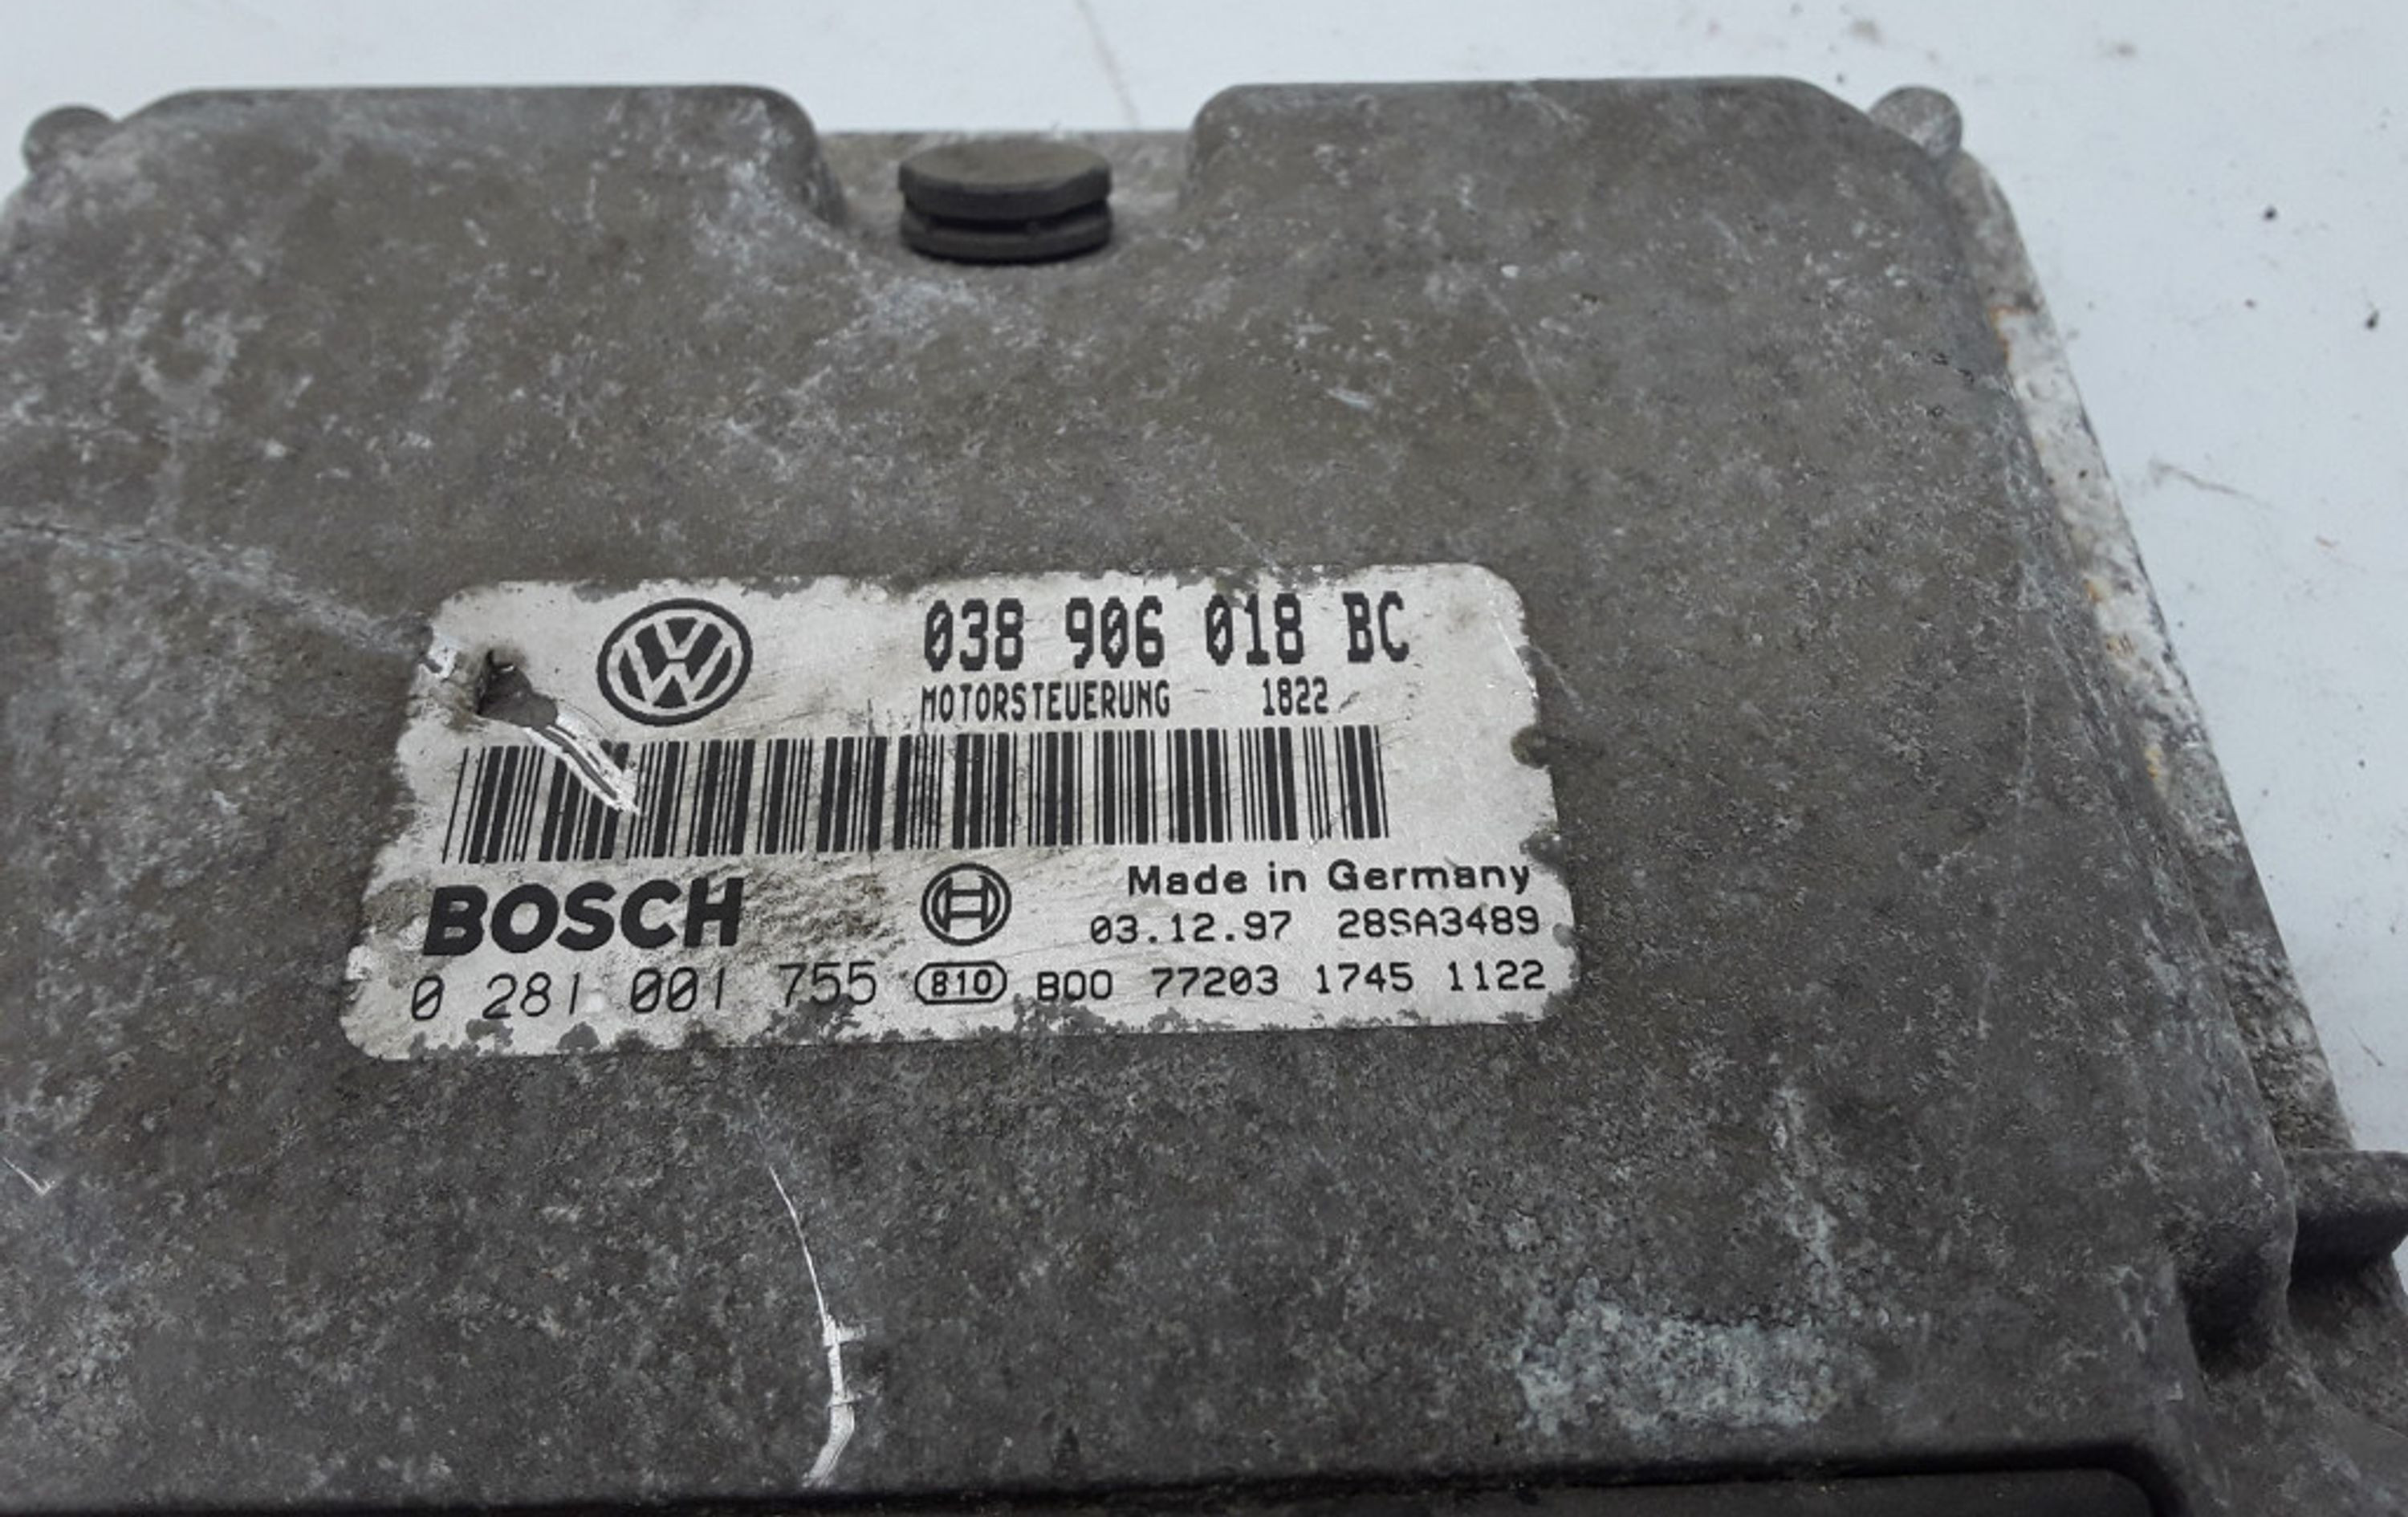 038 906 018 BC
MOTORSTEUERUNG 1822
BOSCH
Made in Germany
03.12.97 28SA3489
0 281 001 755 810 B00 77203 1745 1122